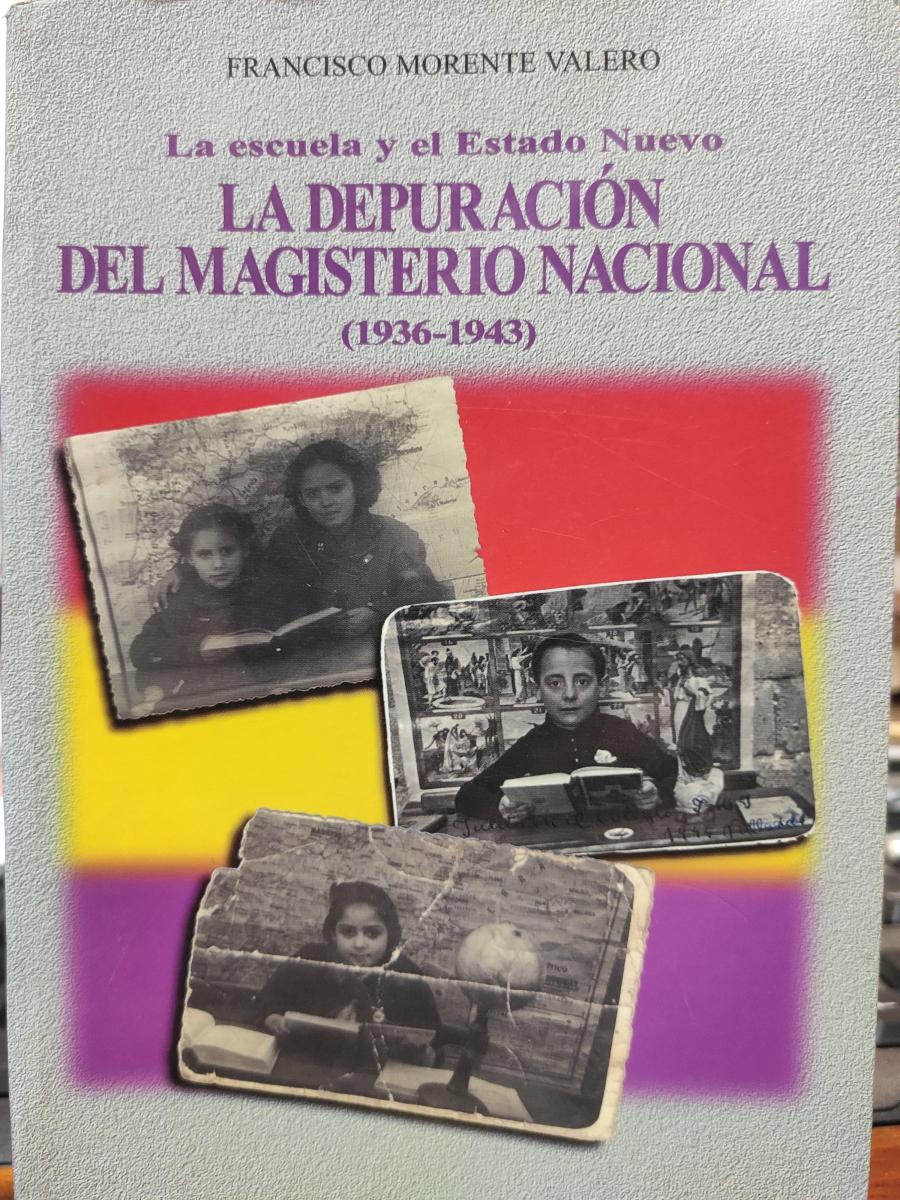 FRANCISCO MORENTE VALERO
La escuela y el Estado Nuevo
LA DEPURACIÓN
DEL MAGISTERIO NACIONAL
(1936-1943)